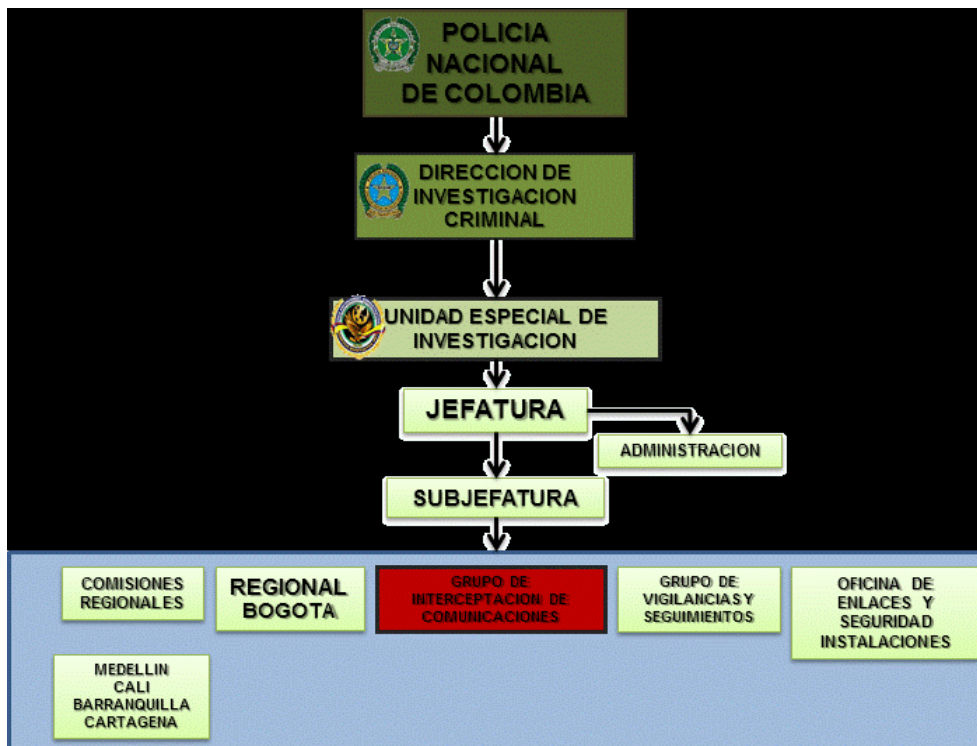 POLICIA
NACIONAL
DE COLOMBIA
DIRECCION DE
INVESTIGACION
CRIMINAL
UNIDAD ESPECIAL DE
INVESTIGACION
JEFATURA
ADMINISTRACION
SUBJEFATURA
COMISIONES
REGIONALES
REGIONAL
BOGOTA
GRUPO DE
INTERCEPTACION DE
COMUNICACIONES
GRUPO DE
VIGILANCIAS Y
SEGUIMIENTOS
OFICINA DE
ENLACES Y
SEGURIDAD
INSTALACIONES
MEDELLIN
CALI
BARRANQUILLA
CARTAGENA